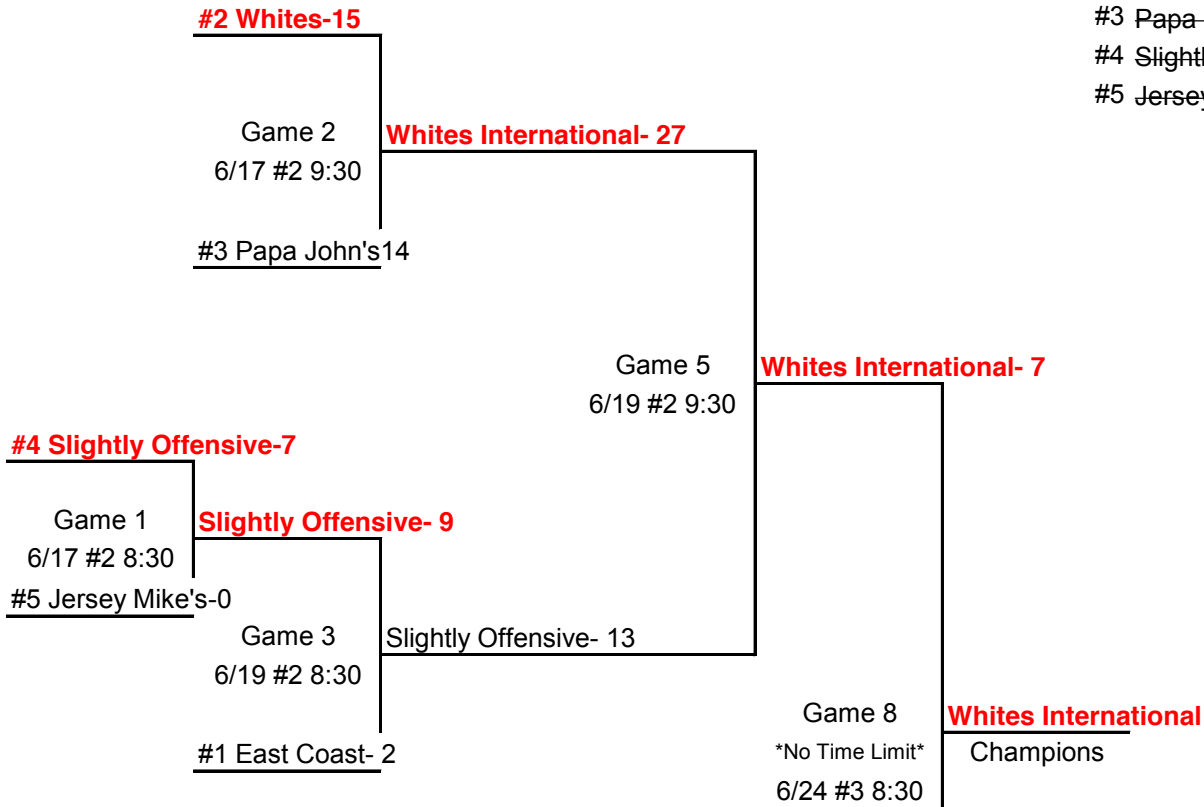 #2 Whites-15
#3 Papa
#4
#5 Jersey
Game 2
6/17 #2 9:30
Whites International- 27
#3 Papa John's14
Game 5
6/19 #2 9:30
Whites International- 7
#4 Slightly Offensive-7
Game 1
6/17 #2 8:30
Slightly Offensive- 9
#5 Jersey Mike's-0
Game 3
6/19 #2 8:30
Slightly Offensive- 13
#1 East Coast- 2
Game 8
*No Time Limit*
6/24 #3 8:30
Whites International
Champions